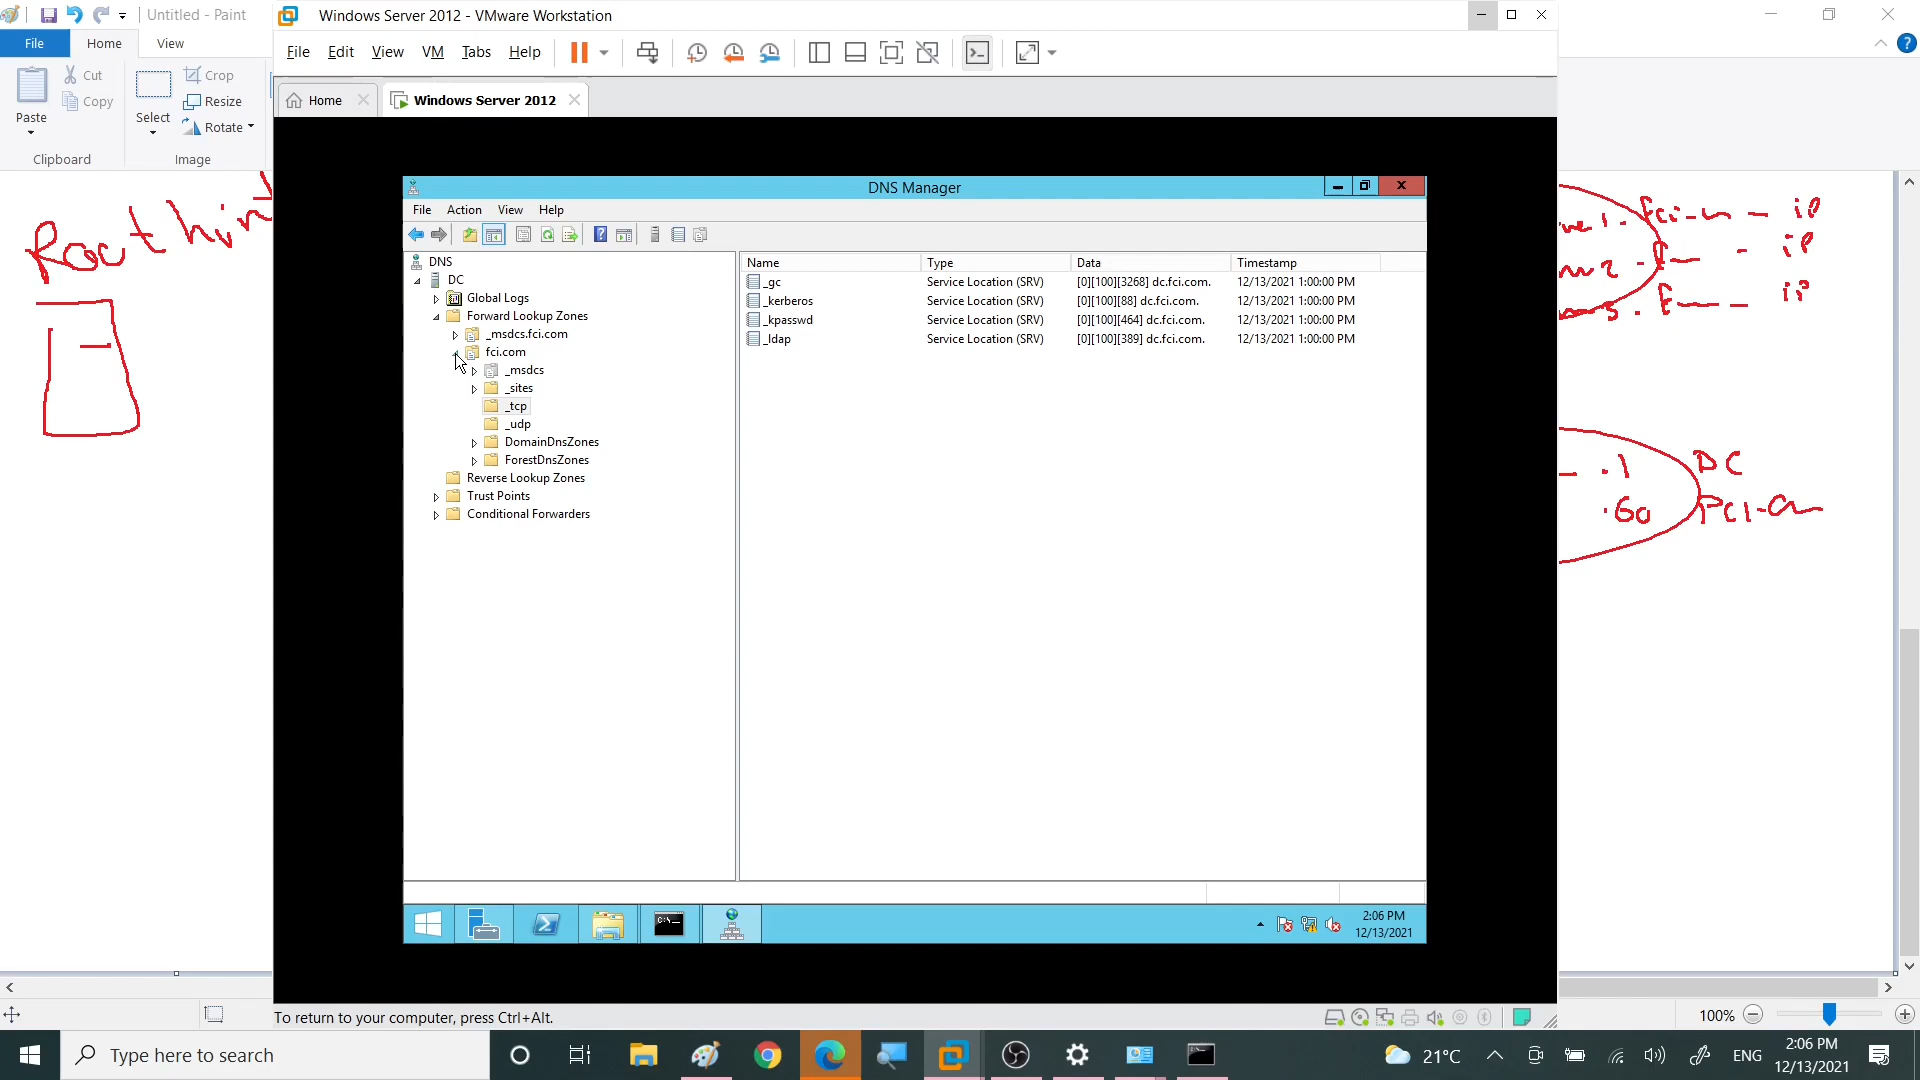 Untitled - Paint
Windows Server 2012 - VMware Workstation
File
Home
View
File Edit View VM Tabs Help
Cut
Copy
Paste
Crop
Resize
Rotate
Select
Clipboard
Image
Home
Windows Server 2012
DNS Manager
File Action View Help
DNS
DC
Global Logs
Forward Lookup Zones
_msdcs.fci.com
fci.com
_msdcs
_sites
_tcp
_udp
DomainDnsZones
ForestDnsZones
Reverse Lookup Zones
Trust Points
Conditional Forwarders
Name Type Data Timestamp
_gc Service Location (SRV) [0][100][3268] dc.fci.com. 12/13/2021 1:00:00 PM
_kerberos Service Location (SRV) [0][100][88] dc.fci.com. 12/13/2021 1:00:00 PM
_kpasswd Service Location (SRV) [0][100][464] dc.fci.com. 12/13/2021 1:00:00 PM
_ldap Service Location (SRV) [0][100][389] dc.fci.com. 12/13/2021 1:00:00 PM
iP
iP
iP
.1 DC
.60
2:06 PM
12/13/2021
To return to your computer, press Ctrl+Alt.
100%
Type here to search
21°C
ENG
2:06 PM
12/13/2021